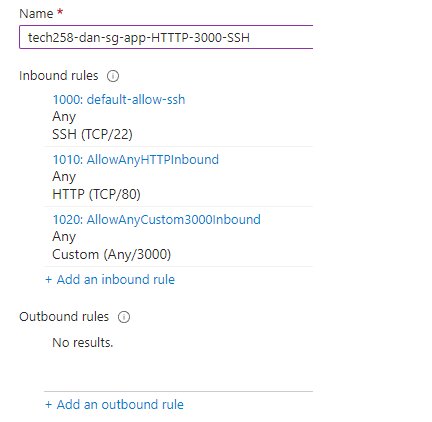 Name *
tech258-dan-sg-app-HTTTP-3000-SSH
Inbound rules
1000: default-allow-ssh
Any
SSH (TCP/22)
1010: AllowAnyHTTPInbound
Any
HTTP (TCP/80)
1020: AllowAnyCustom3000Inbound
Any
Custom (Any/3000)
+ Add an inbound rule
Outbound rules
No results.
+ Add an outbound rule